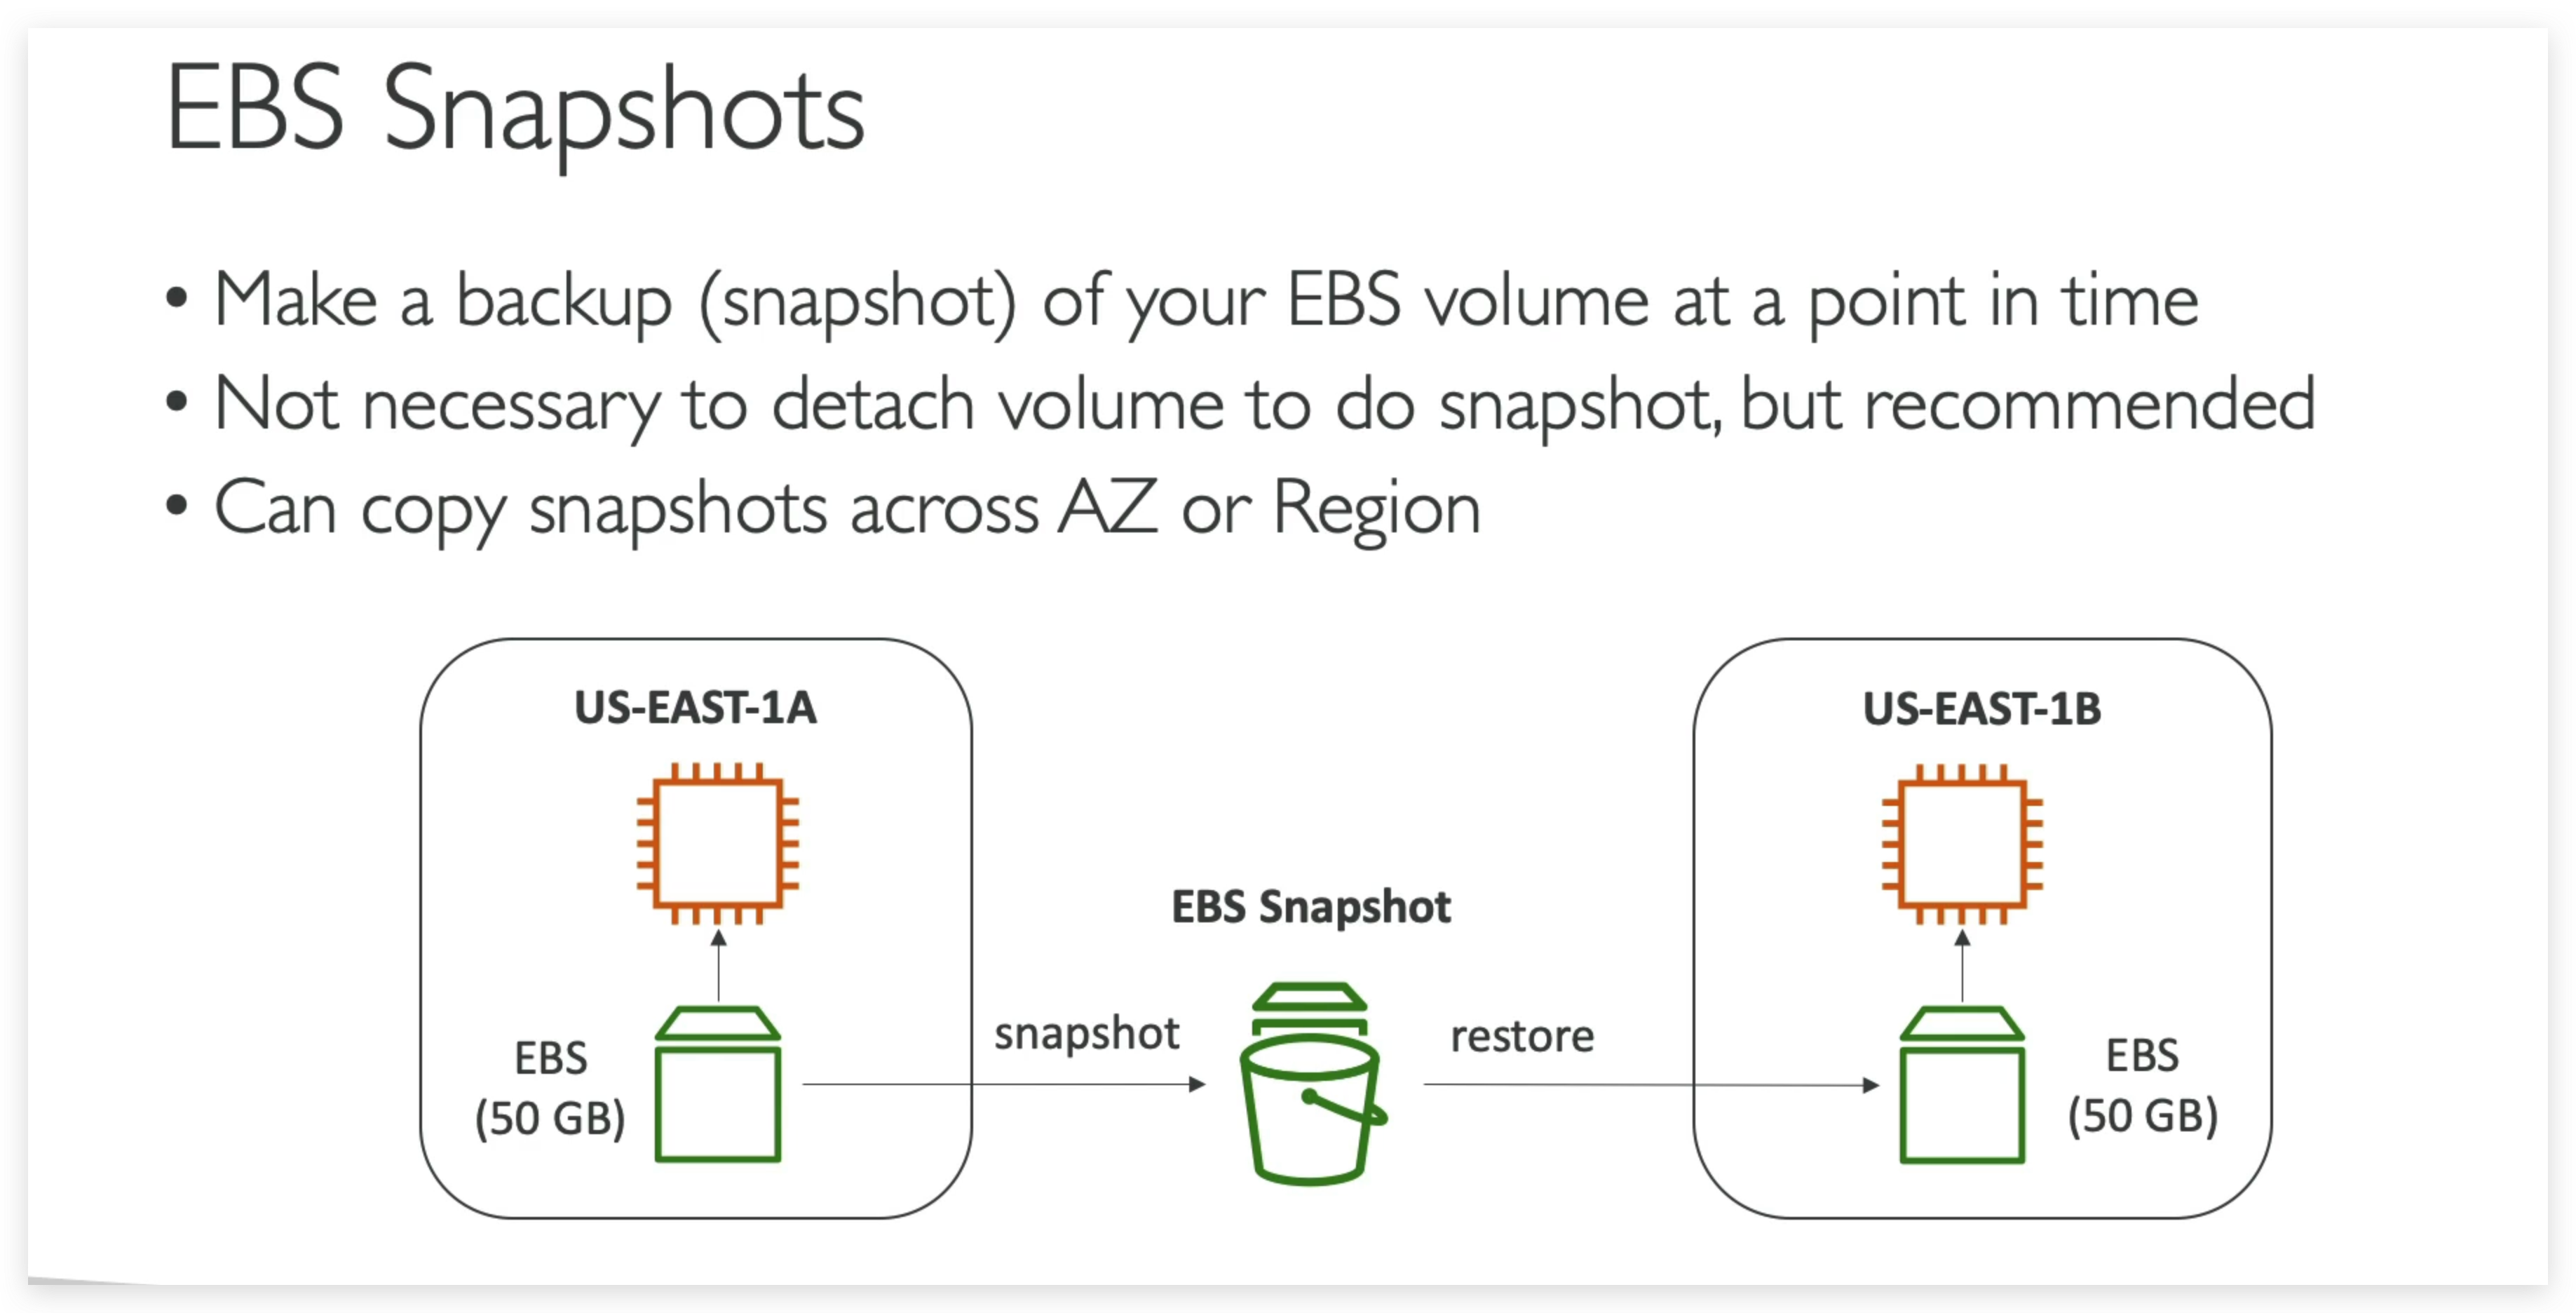 EBS Snapshots
• Make a backup (snapshot) of your EBS volume at a point in time
• Not necessary to detach volume to do snapshot, but recommended
• Can copy snapshots across AZ or Region
US-EAST-1A
US-EAST-1B
EBS Snapshot
EBS
(50 GB)
snapshot
restore
EBS
(50 GB)